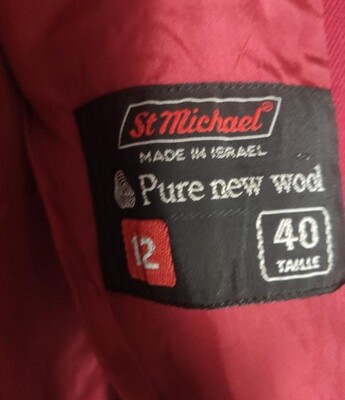 St Michael®
MADE IN ISRAEL
Pure new wool
12
40
TAILLE